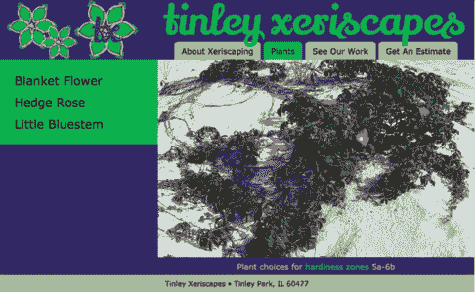 tinley xeriscapes
About Xeriscaping Plants See Our Work Get An Estimate
Blanket Flower
Hedge Rose
Little Bluestem
Plant choices for hardiness zones 5a-6b
Tinley Xeriscapes • Tinley Park, IL 60477